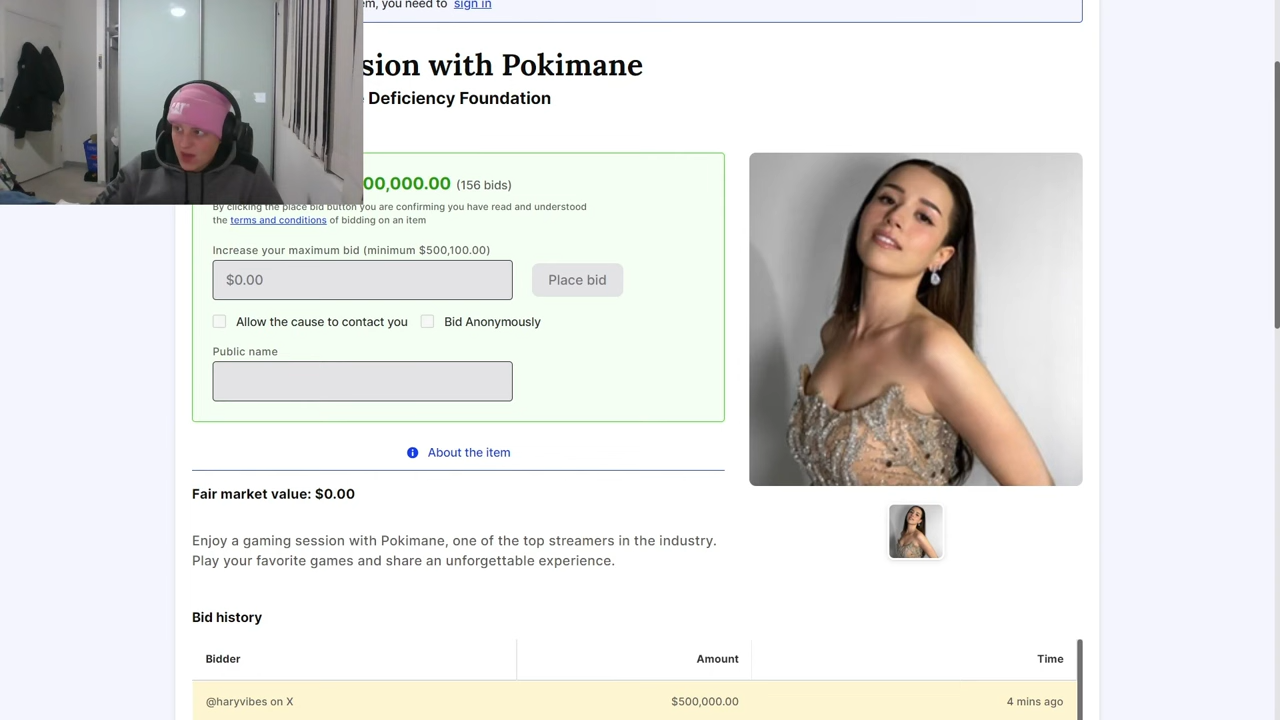 em, you need to sign in
sion with Pokimane
Deficiency Foundation
00,000.00 (156 bids)
By clicking the place bid button you are confirming you have read and understood
the terms and conditions of bidding on an item
Increase your maximum bid (minimum $500,100.00)
$0.00
Place bid
Allow the cause to contact you
Bid Anonymously
Public name
About the item
Fair market value: $0.00
Enjoy a gaming session with Pokimane, one of the top streamers in the industry.
Play your favorite games and share an unforgettable experience.
Bid history
Bidder Amount Time
@haryvibes on X $500,000.00 4 mins ago